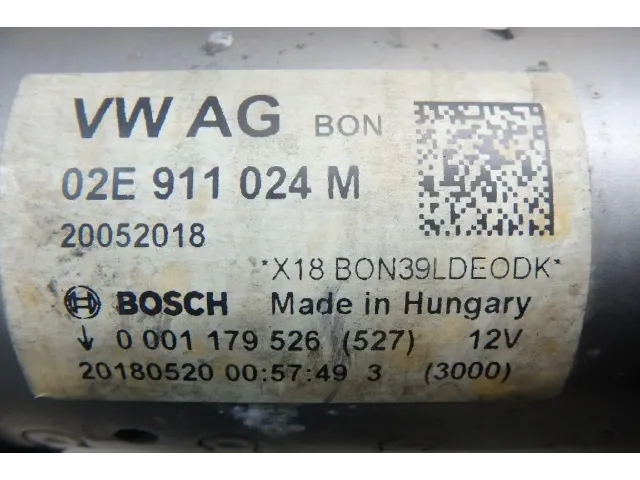 VW AG BON
02E 911 024 M
20052018
*X18 BON39LDEODK*
BOSCH Made in Hungary
↓ 0 001 179 526 (527) 12V
20180520 00:57:49 3 (3000)